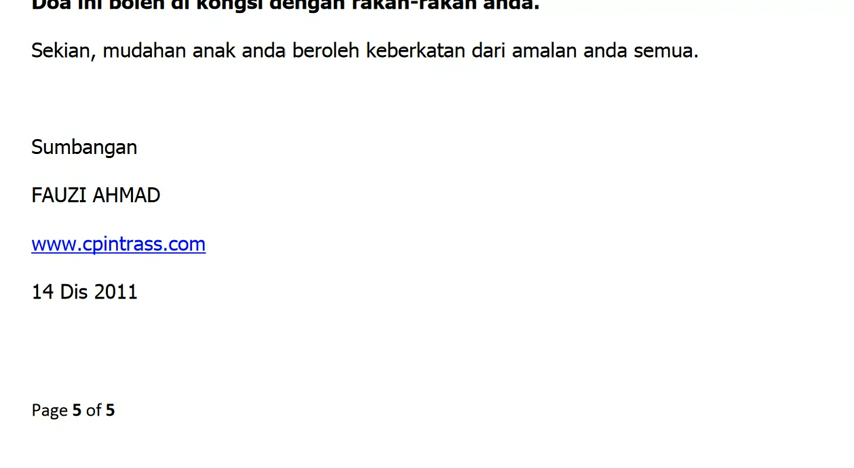 Doa ini boleh di kongsi dengan rakan-rakan anda.
Sekian, mudahan anak anda beroleh keberkatan dari amalan anda semua.
Sumbangan
FAUZI AHMAD
www.cpintrass.com
14 Dis 2011
Page 5 of 5